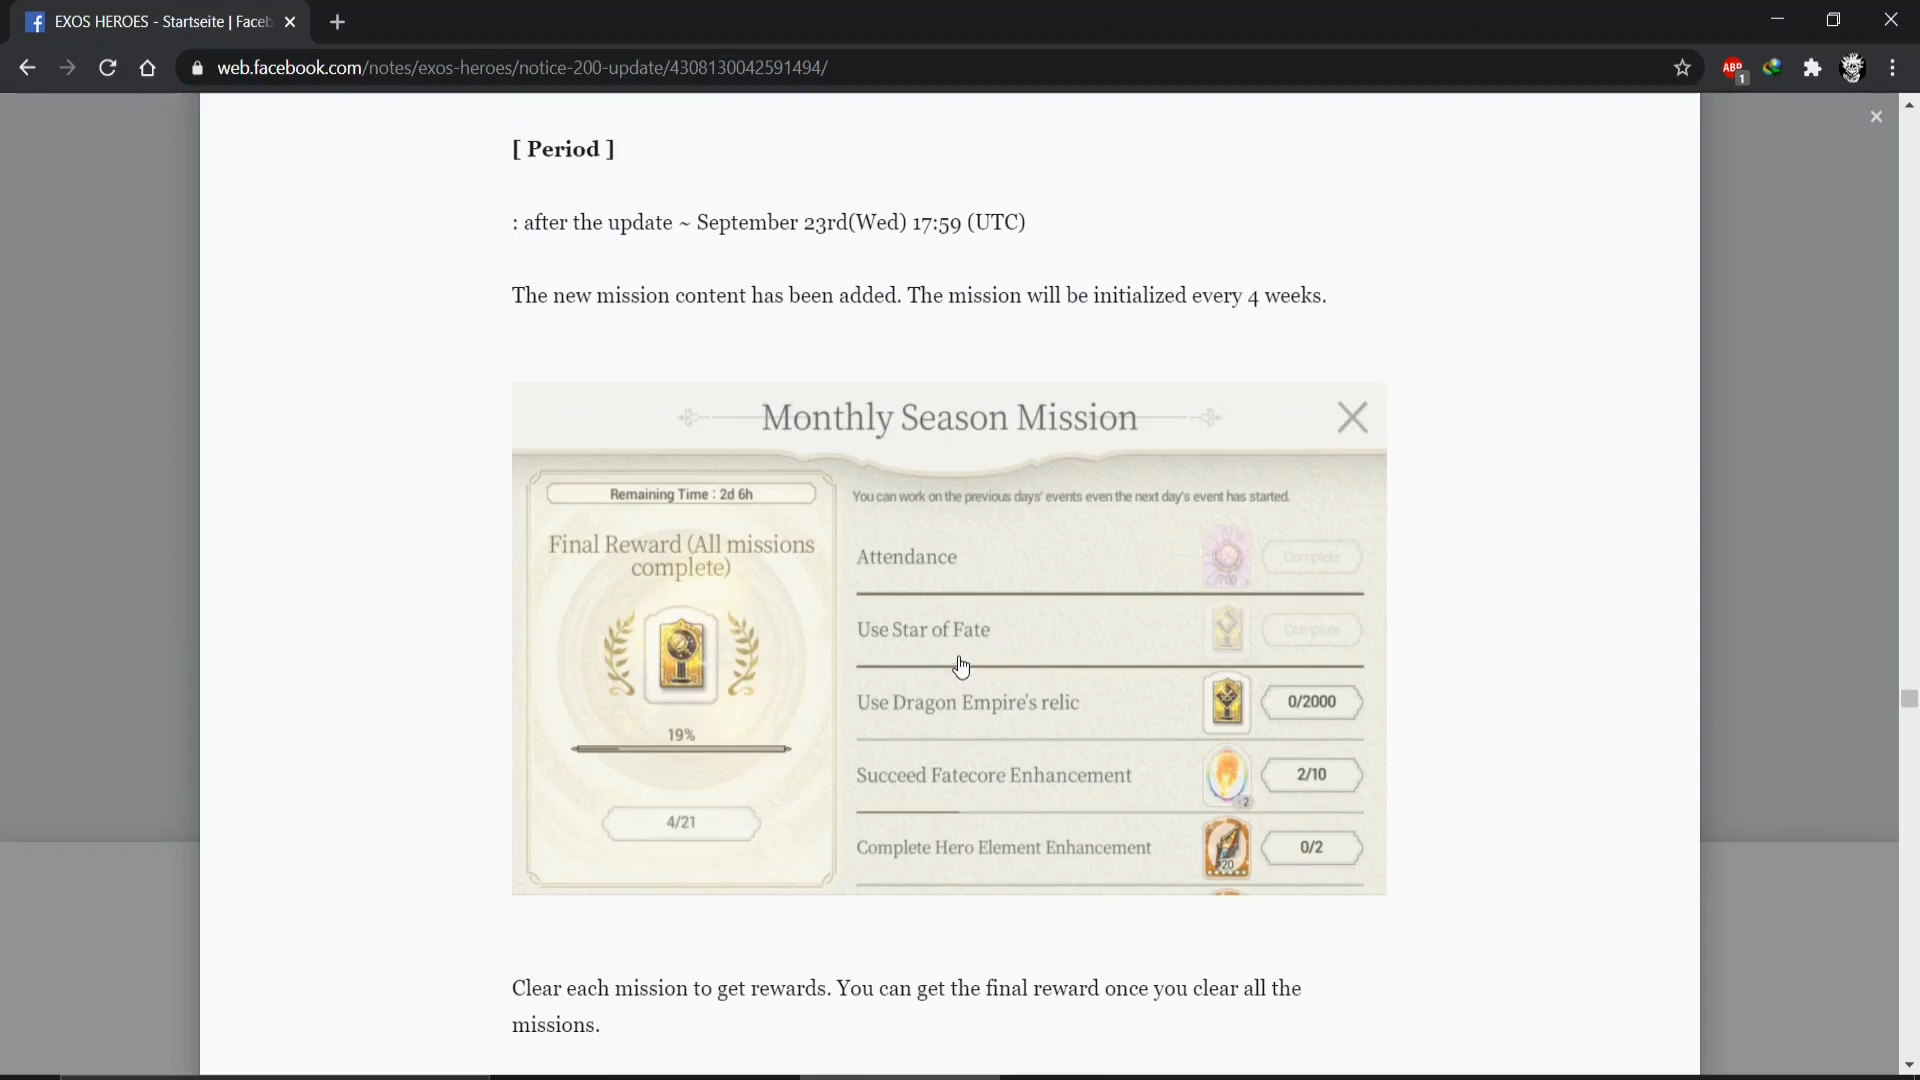 EXOS HEROES - Startseite | Faceb
web.facebook.com/notes/exos-heroes/notice-200-update/4308130042591494/
ABP
1
[ Period ]
: after the update ~ September 23rd(Wed) 17:59 (UTC)
The new mission content has been added. The mission will be initialized every 4 weeks.
Monthly Season Mission
Remaining Time : 2d 6h
Final Reward (All missions
complete)
19%
4/21
You can work on the previous days' events even the next day's event has started.
Attendance
700
Complete
Use Star of Fate
Complete
Use Dragon Empire's relic
0/2000
Succeed Fatecore Enhancement
2
2/10
Complete Hero Element Enhancement
20
0/2
Clear each mission to get rewards. You can get the final reward once you clear all the
missions.